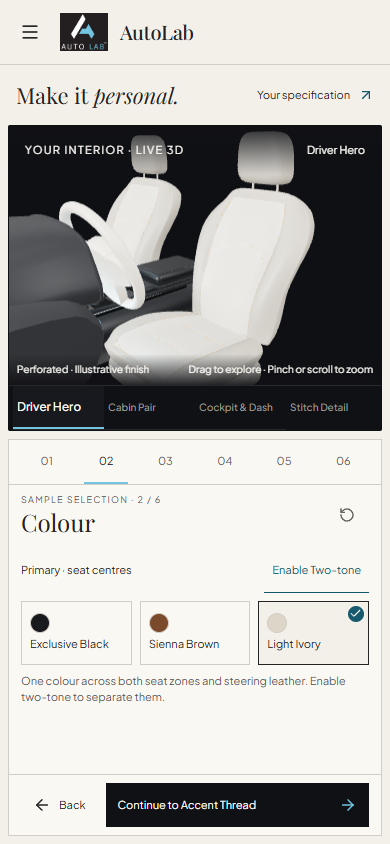 AUTO LAB
AutoLab
Make it personal.
Your specification
YOUR INTERIOR · LIVE 3D
Driver Hero
Perforated · Illustrative finish
Drag to explore · Pinch or scroll to zoom
Driver Hero
Cabin Pair
Cockpit & Dash
Stitch Detail
01
02
03
04
05
06
SAMPLE SELECTION · 2 / 6
Colour
Primary · seat centres
Enable Two-tone
Exclusive Black
Sienna Brown
Light Ivory
One colour across both seat zones and steering leather. Enable
two-tone to separate them.
Back
Continue to Accent Thread